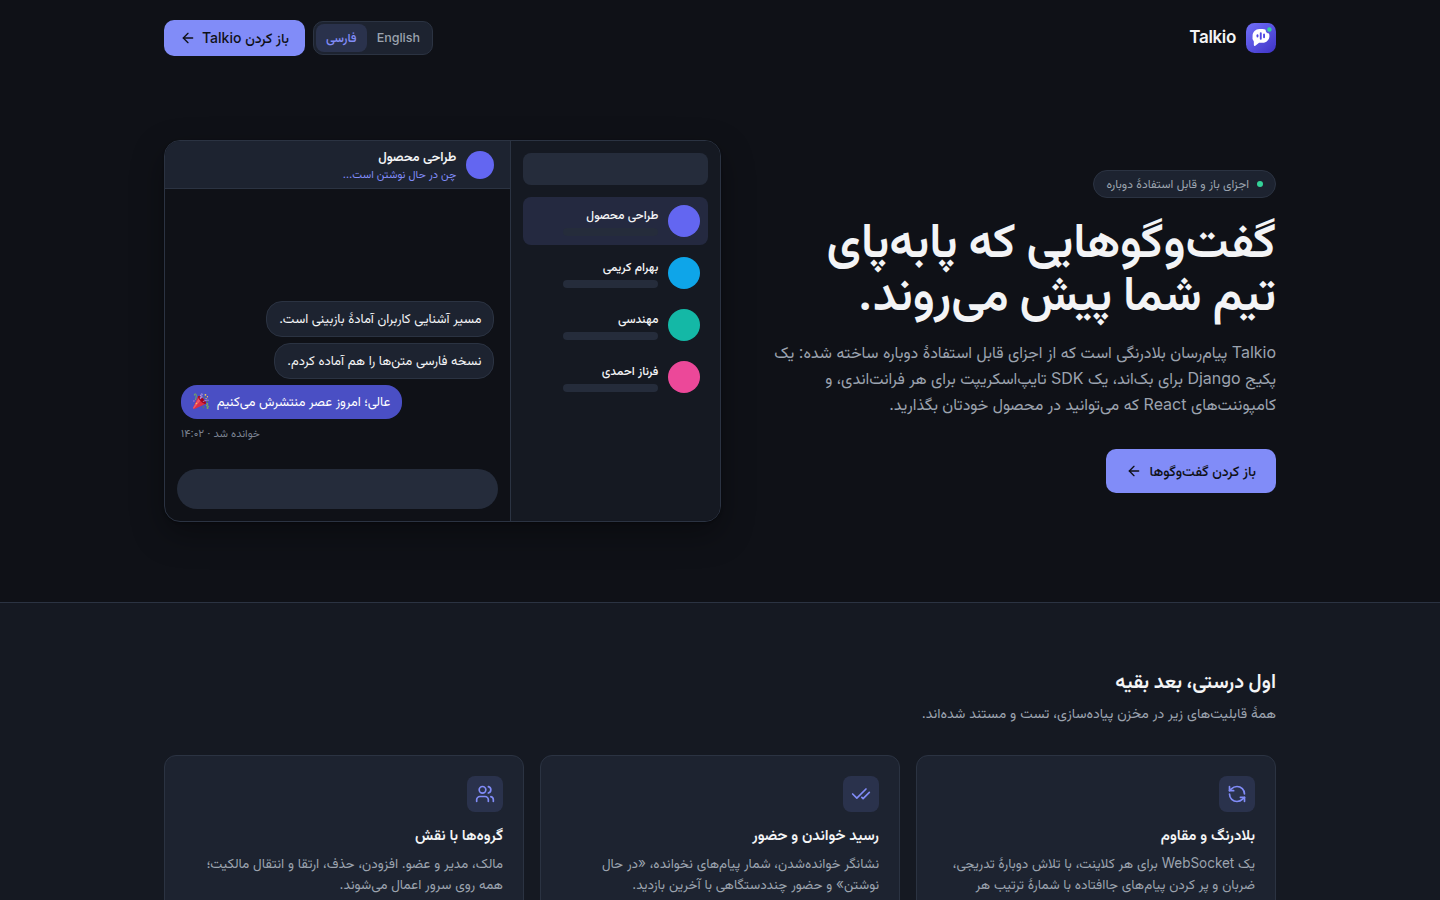 Talkio
English
فارسی
باز کردن Talkio
اجزای باز و قابل استفادهٔ دوباره
گفت‌وگوهایی که پابه‌پای
تیم شما پیش می‌روند.
Talkio پیام‌رسان بلادرنگی است که از اجزای قابل استفادهٔ دوباره ساخته شده: یک
پکیج Django برای بک‌اند، یک SDK تایپ‌اسکریپت برای هر فرانت‌اندی، و
کامپوننت‌های React که می‌توانید در محصول خودتان بگذارید.
باز کردن گفت‌وگوها
طراحی محصول
بهرام کریمی
مهندسی
فرناز احمدی
طراحی محصول
چن در حال نوشتن است...
مسیر آشنایی کاربران آمادهٔ بازبینی است.
نسخه فارسی متن‌ها را هم آماده کردم.
عالی؛ امروز عصر منتشرش می‌کنیم 🎉
خوانده شد · ۱۴:۰۲
اول درستی، بعد بقیه
همهٔ قابلیت‌های زیر در مخزن پیاده‌سازی، تست و مستند شده‌اند.
بلادرنگ و مقاوم
یک WebSocket برای هر کلاینت، با تلاش دوبارهٔ تدریجی،
ضربان و پر کردن پیام‌های جاافتاده با شمارهٔ ترتیب هر
رسید خواندن و حضور
نشانگر خوانده‌شدن، شمار پیام‌های نخوانده، «در حال
نوشتن» و حضور چنددستگاهی با آخرین بازدید.
گروه‌ها با نقش
مالک، مدیر و عضو. افزودن، حذف، ارتقا و انتقال مالکیت؛
همه روی سرور اعمال می‌شوند.